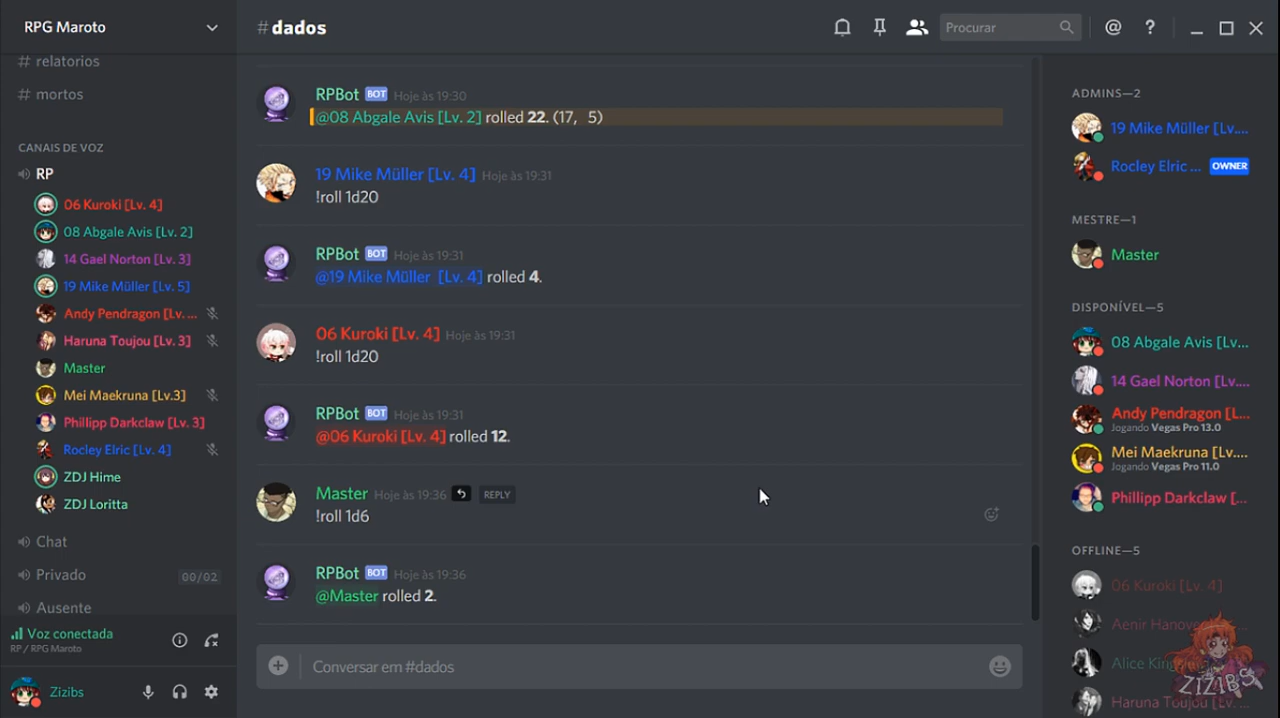 RPG Maroto
# relatorios
# mortos
CANAIS DE VOZ
RP
06 Kuroki [Lv. 4]
08 Abgale Avis [Lv. 2]
14 Gael Norton [Lv. 3]
19 Mike Müller [Lv. 5]
Andy Pendragon [Lv. ...
Haruna Toujou [Lv. 3]
Master
Mei Maekruna [Lv.3]
Phillipp Darkclaw [Lv. 3]
Rocley Elric [Lv. 4]
ZDJ Hime
ZDJ Loritta
Chat
Privado 00/02
Ausente
Voz conectada
RP / RPG Maroto
Zizibs
#dados
Procurar
@ ?
RPBot BOT Hoje às 19:30
@08 Abgale Avis [Lv. 2] rolled 22. (17, 5)
19 Mike Müller [Lv. 4] Hoje às 19:31
!roll 1d20
RPBot BOT Hoje às 19:31
@19 Mike Müller [Lv. 4] rolled 4.
06 Kuroki [Lv. 4] Hoje às 19:31
!roll 1d20
RPBot BOT Hoje às 19:31
@06 Kuroki [Lv. 4] rolled 12.
Master Hoje às 19:36 REPLY
!roll 1d6
RPBot BOT Hoje às 19:36
@Master rolled 2.
Conversar em #dados
ADMINS—2
19 Mike Müller [Lv....
Rocley Elric ... OWNER
MESTRE—1
Master
DISPONÍVEL—5
08 Abgale Avis [Lv...
14 Gael Norton [Lv....
Andy Pendragon [L...
Jogando Vegas Pro 13.0
Mei Maekruna [Lv....
Jogando Vegas Pro 11.0
Phillipp Darkclaw [...
OFFLINE—5
06 Kuroki [Lv. 4]
Aenir
Alice
Haruna Toujou [Lv. ...
ZIZIBS